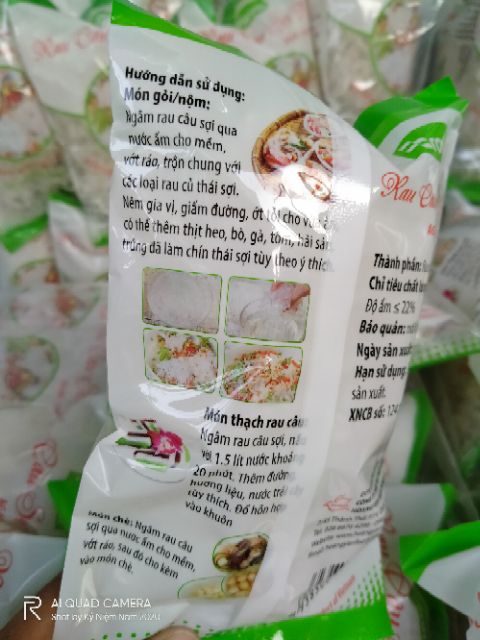 Hướng dẫn sử dụng:
Món gỏi/nộm:
Ngâm rau câu sợi qua
nước ấm cho mềm,
vớt ráo, trộn chung với
các loại rau củ thái sợi.
Nêm gia vị, giấm đường, ớt tỏi cho vừa
có thể thêm thịt heo, bò, gà, tôm, hải sản
trứng đã làm chín thái sợi tùy theo ý thích
Món thạch rau câu
Ngâm rau câu sợi, nấu
với 1.5 lít nước khoảng
20 phút. Thêm đường,
hương liệu, nước trái cây
tùy thích. Đổ hỗn hợp
vào khuôn
Món chè: Ngâm rau câu
sợi qua nước ấm cho mềm,
vớt ráo, sau đó cho kèm
vào món chè.
Rau
Thành phần:
Chỉ tiêu chất
Độ ẩm ≤ 22%
Bảo quản:
Ngày sản xuất
Hạn sử dụng:
sản xuất.
XNCB số: 124
AI QUAD CAMERA
Shot by Kỷ Niệm Năm 2020